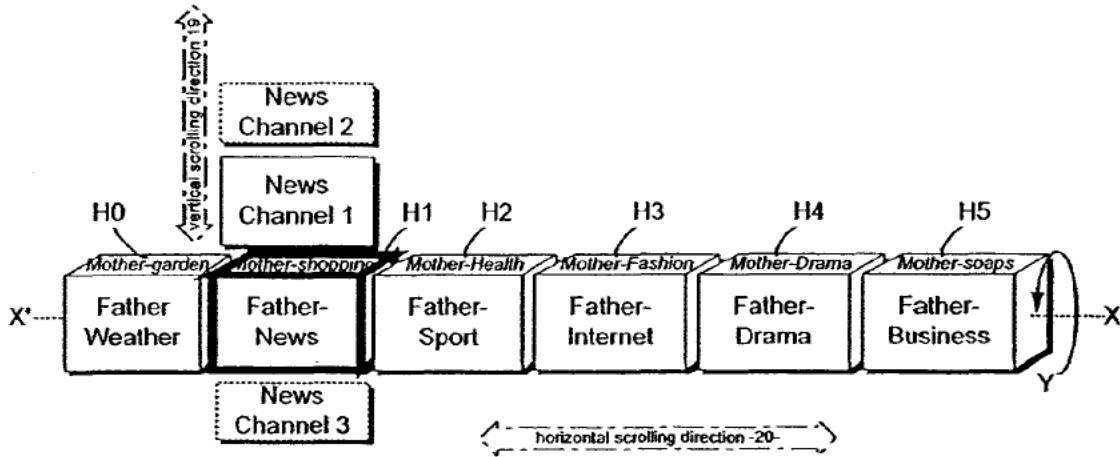 vertical scrolling direction 19
News
Channel 2
News
Channel 1
H0
H1
H2
H3
H4
H5
Mother-garden
Mother-shopping
Mother-Health
Mother-Fashion
Mother-Drama
Mother-soaps
X'
Father
Weather
Father-
News
Father-
Sport
Father-
Internet
Father-
Drama
Father-
Business
X
Y
News
Channel 3
horizontal scrolling direction -20-